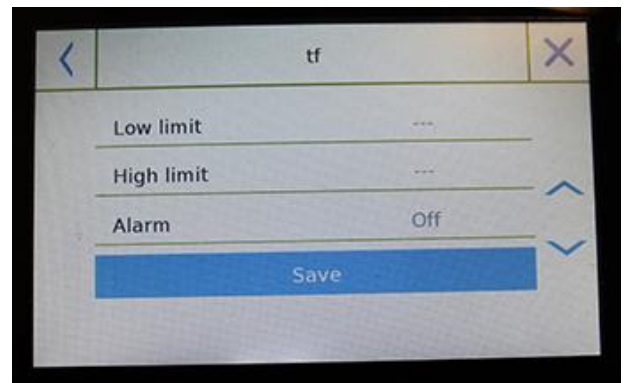 tf
Low limit ---
High limit ---
Alarm Off
Save